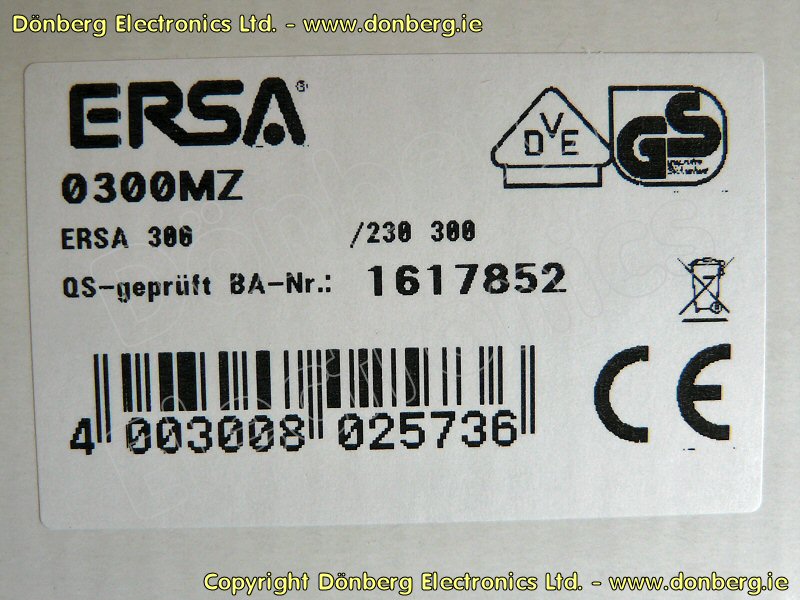 Dönberg Electronics Ltd. - www.donberg.ie
ERSA®
DVE
GS
0300MZ
ERSA 306 /230 300
QS-geprüft BA-Nr.: 1617852
4 003008 025736
CE
Copyright Dönberg Electronics Ltd. - www.donberg.ie